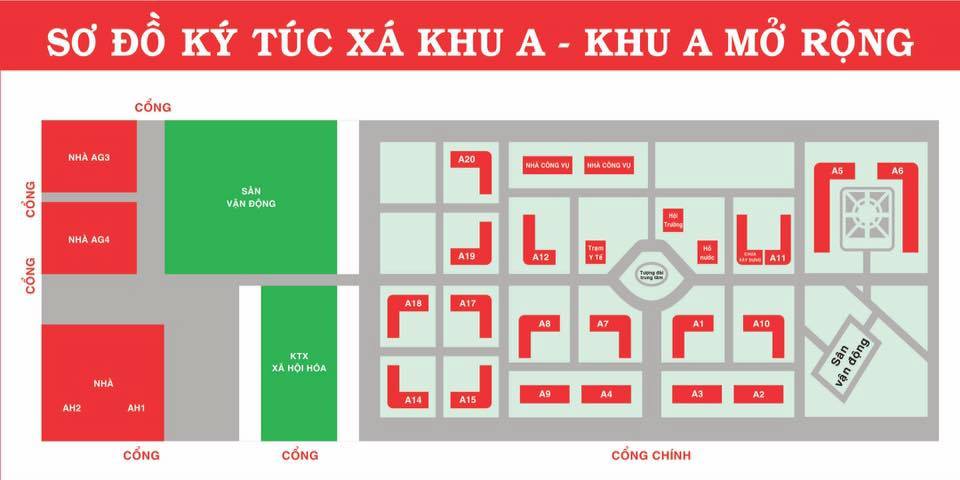 SƠ ĐỒ KÝ TÚC XÁ KHU A - KHU A MỞ RỘNG
CỔNG
NHÀ AG3
CỔNG
NHÀ AG4
CỔNG
SÂN
VẬN ĐỘNG
NHÀ
AH2
AH1
CỔNG
KTX
XÃ HỘI HÓA
CỔNG
A20
NHÀ CÔNG VỤ
NHÀ CÔNG VỤ
A5
A6
A19
A12
Trạm
Y Tế
Hội
Trường
Hồ
nước
CHƯA
XÂY DỰNG
A11
Tượng đài
trung tâm
A18
A17
A8
A7
A1
A10
Sân
vận động
A14
A15
A9
A4
A3
A2
CỔNG CHÍNH